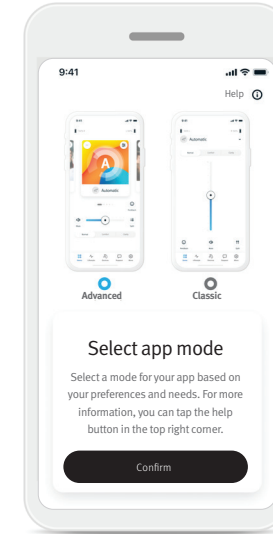 9:41
Help
A
Automatic
Automatic
Advanced
Classic
Select app mode
Select a mode for your app based on
your preferences and needs. For more
information, you can tap the help
button in the top right corner.
Confirm